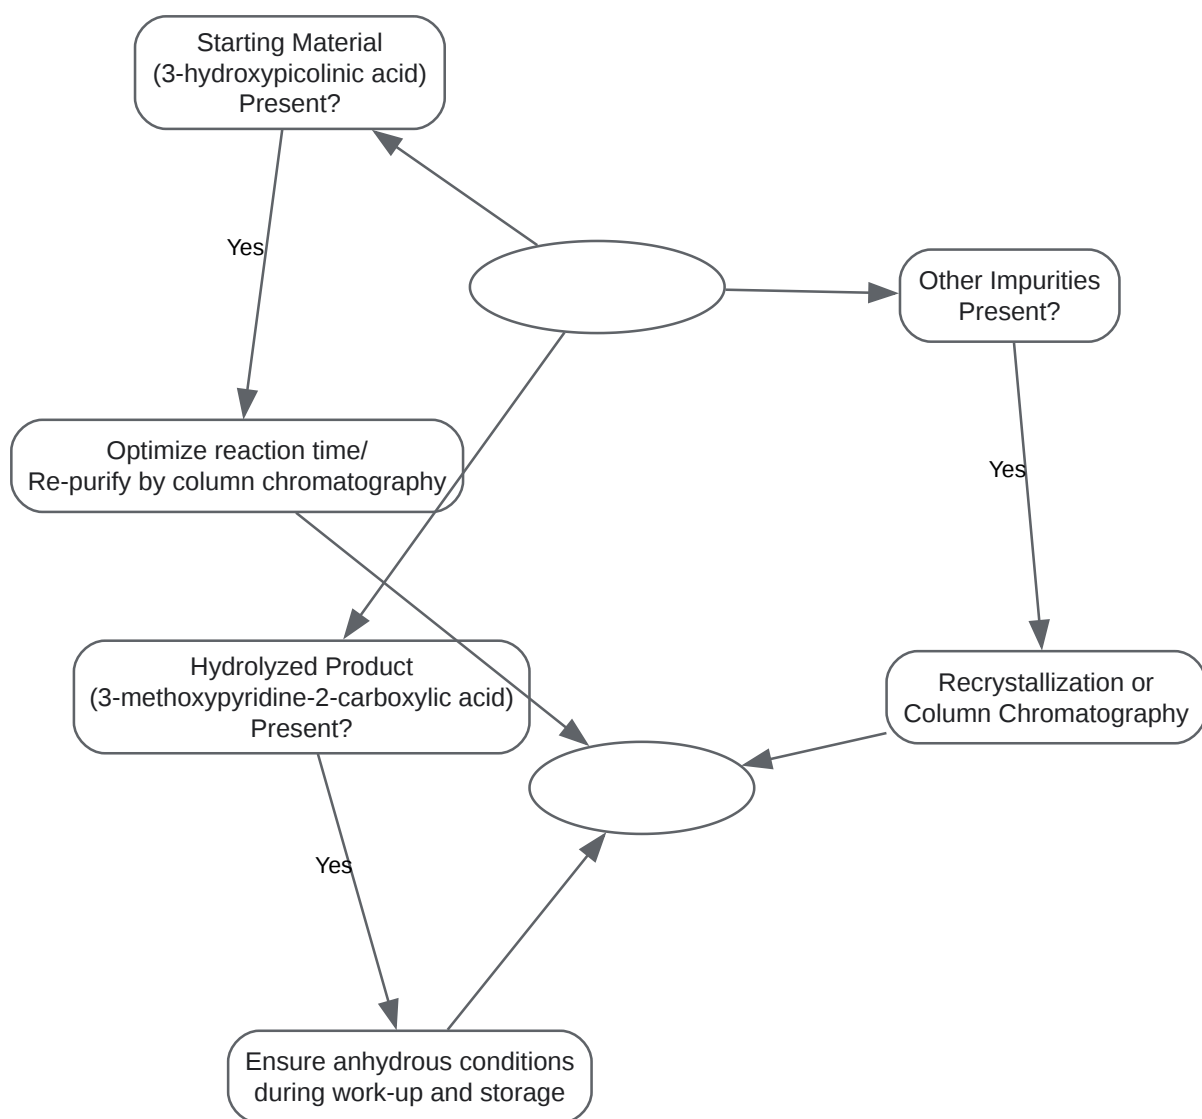 Starting Material
(3-hydroxypicolinic acid)
Present?
Yes
Other Impurities
Present?
Optimize reaction time/
Re-purify by column chromatography
Yes
Hydrolyzed Product
(3-methoxypyridine-2-carboxylic acid)
Present?
Recrystallization or
Column Chromatography
Yes
Ensure anhydrous conditions
during work-up and storage